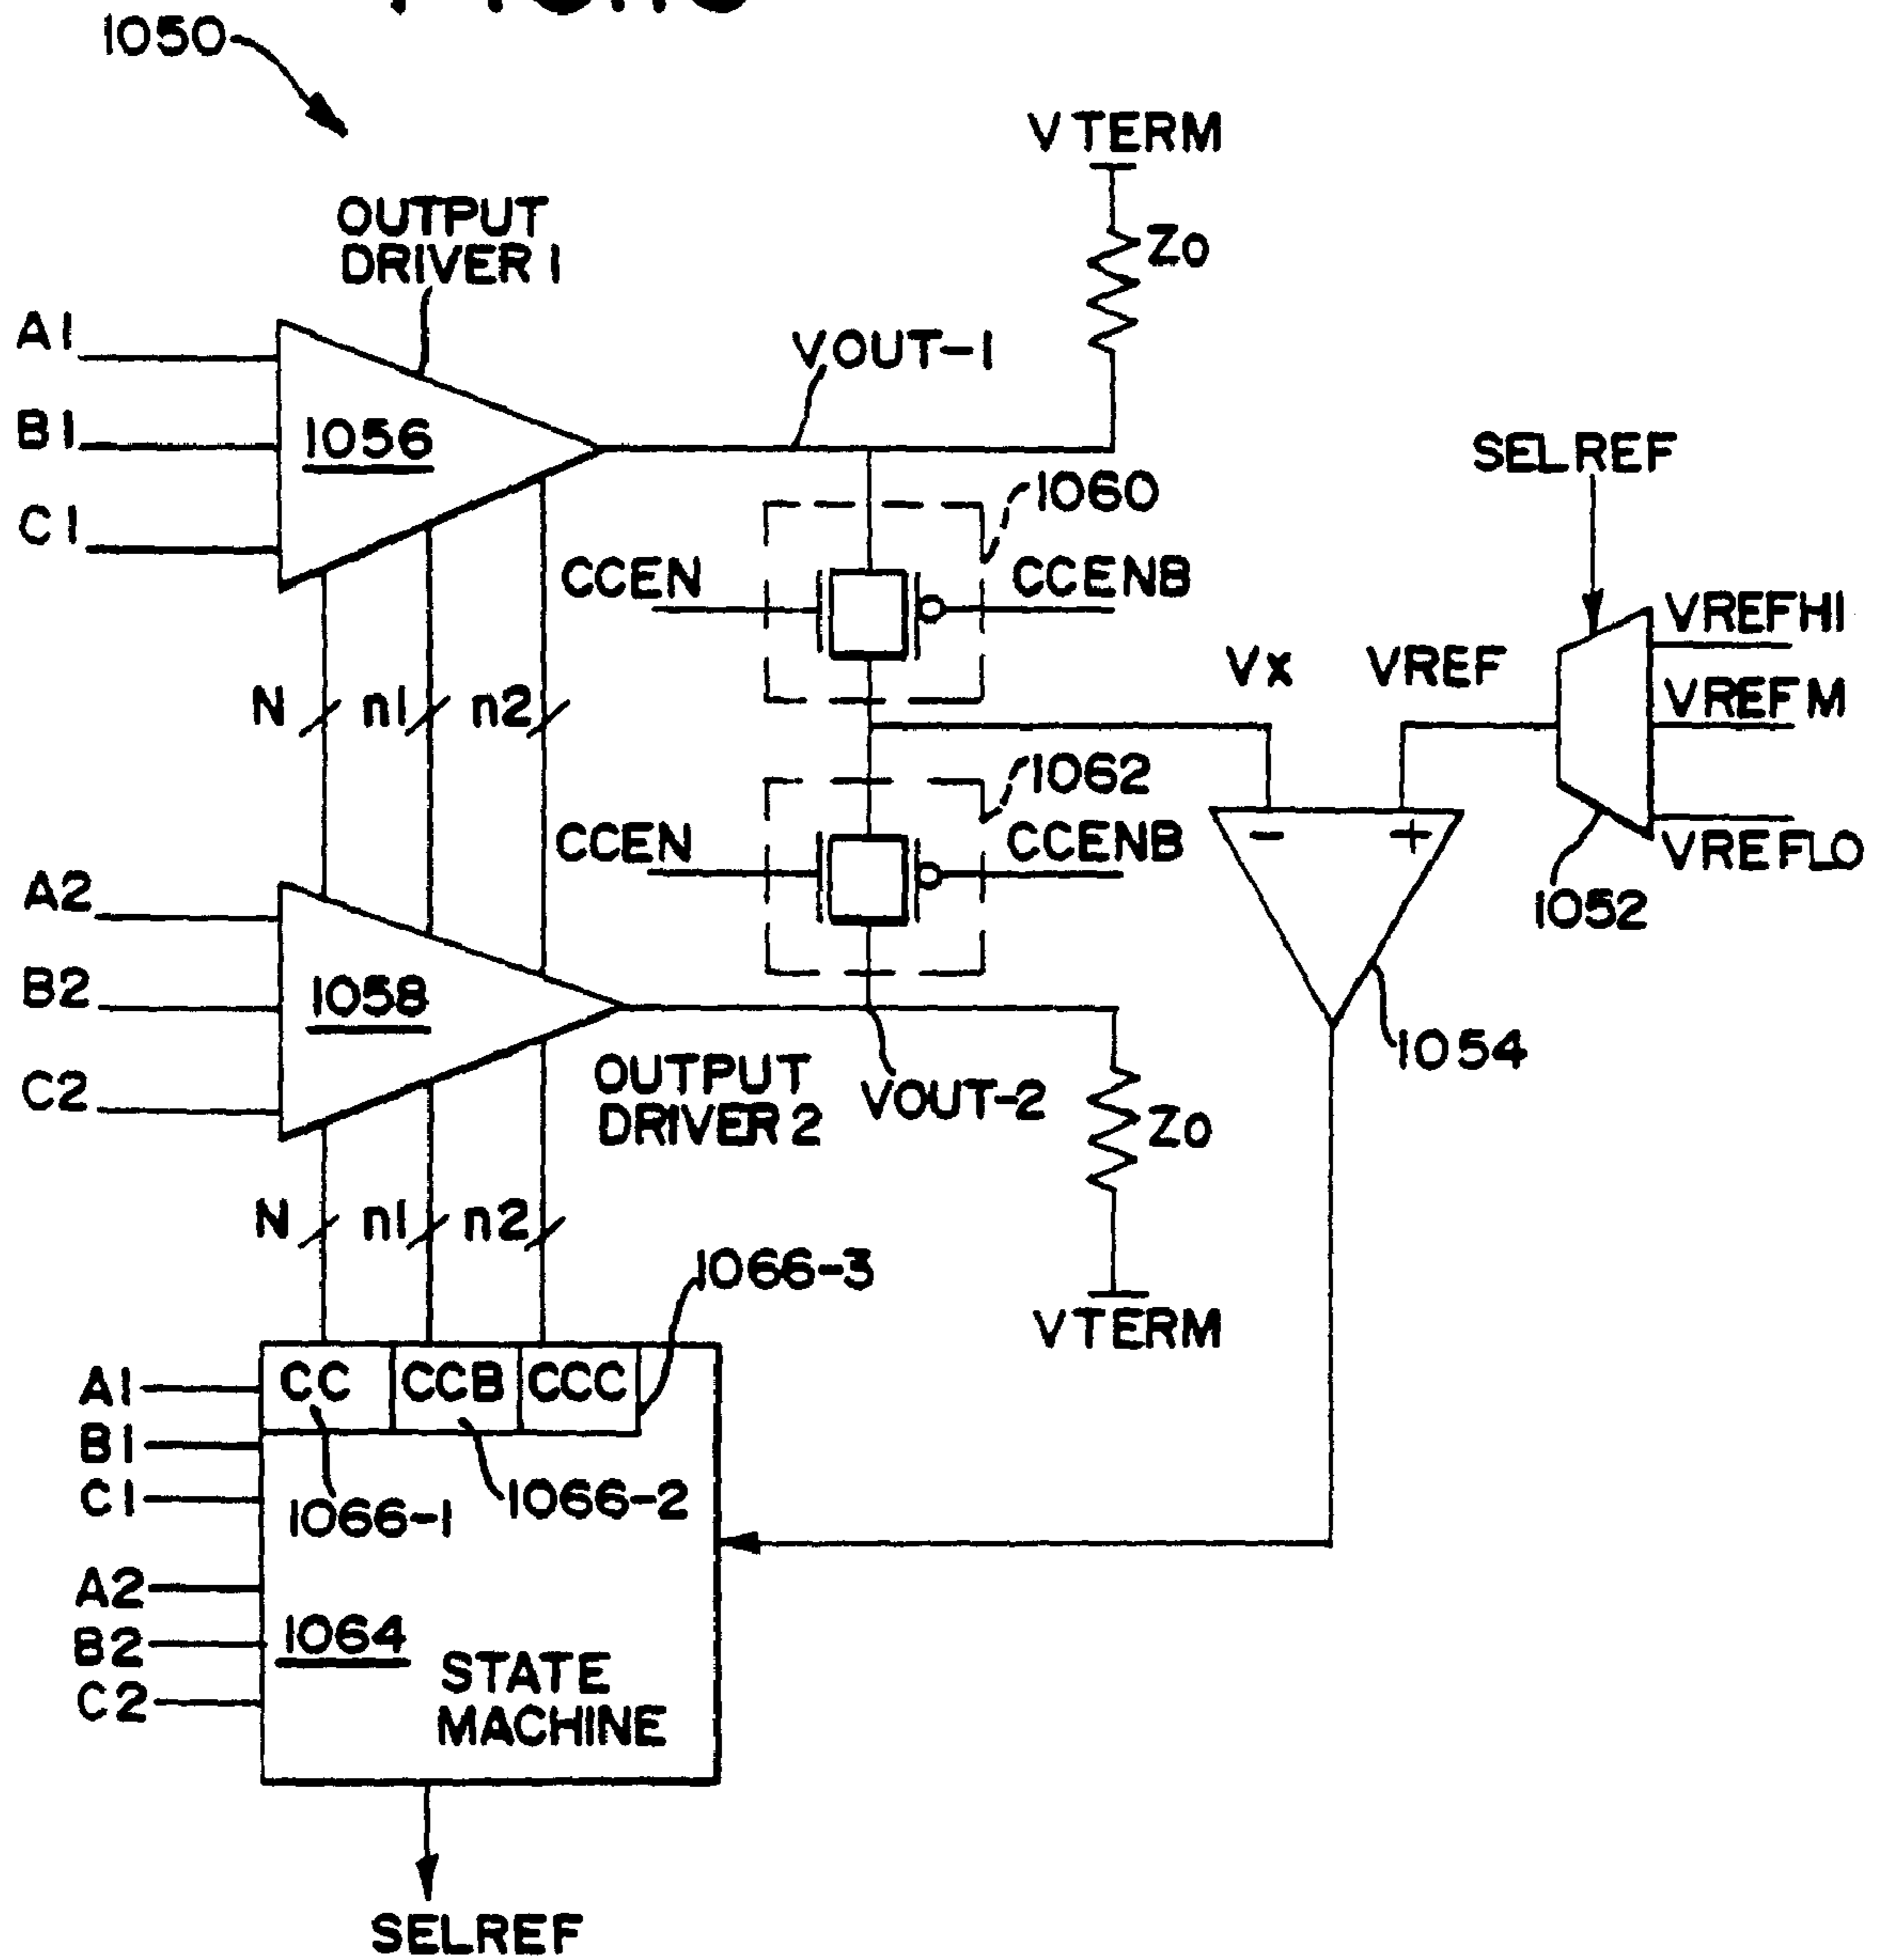 1050
VTERM
OUTPUT
DRIVER 1
Zo
A1
VOUT-1
B1
1056
SELREF
C1
1060
CCEN
CCENB
VREFHI
Vx
VREF
VREFM
N
n1
n2
1062
CCEN
CCENB
-
+
VREFLO
1052
A2
B2
1058
1054
C2
OUTPUT
DRIVER 2
VOUT-2
Zo
N
n1
n2
1066-3
VTERM
CC
CCB
CCC
A1
B1
C1
1066-1
1066-2
A2
B2
C2
1064
STATE
MACHINE
SELREF